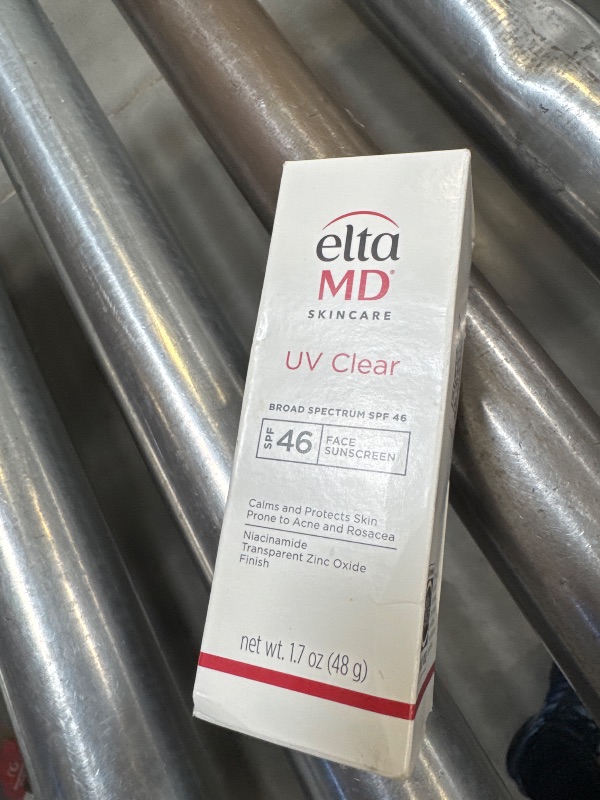 elta
MD®
SKINCARE
UV Clear
BROAD SPECTRUM SPF 46
SPF 46 FACE
SUNSCREEN
Calms and Protects Skin
Prone to Acne and Rosacea
Niacinamide
Transparent Zinc Oxide
Finish
net wt. 1.7 oz (48 g)